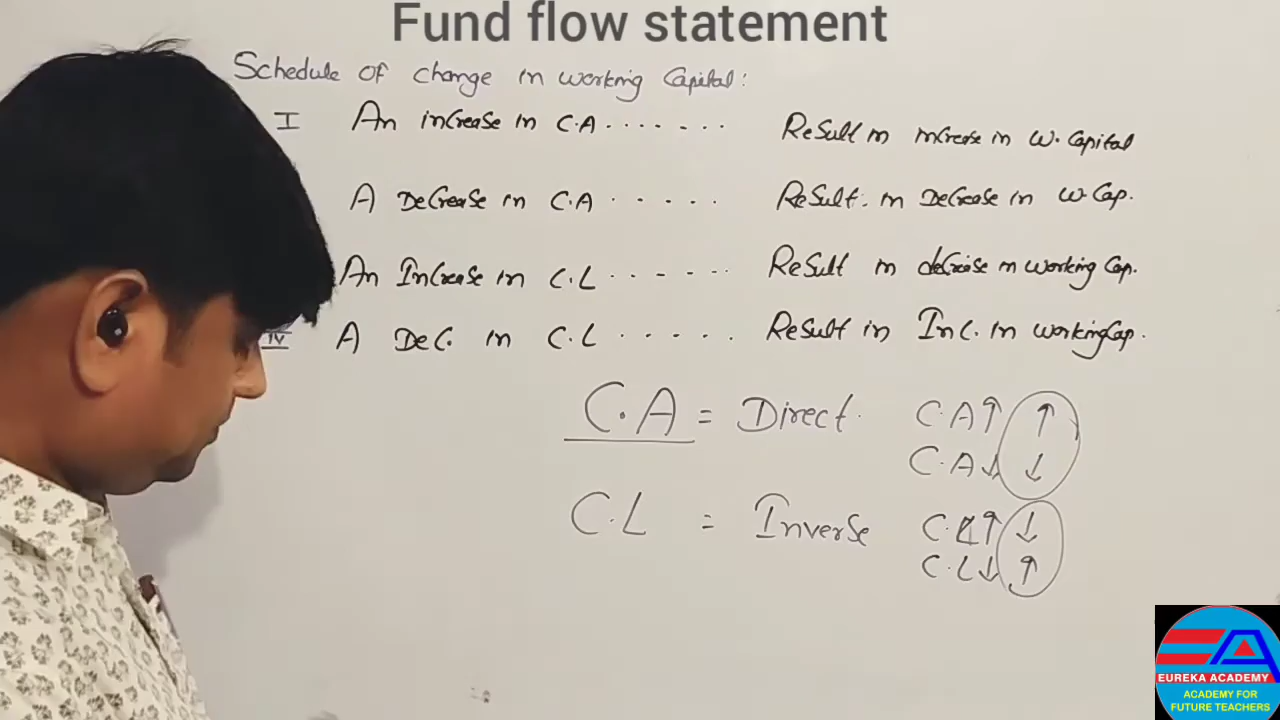 Fund flow statement
Schedule of change in working Capital:
I An increase in C.A....... Result in increase in W. Capital
A Decrease in C.A ..... Result. in Decrease in W. Cap.
An Increase in C.L ...... Result in decrease in working Cap.
IV A Dec. in C.L ...... Result in Inc. in working Cap.
C.A = Direct. C.A↑ ↑
C.A↓ ↓
C.L = Inverse C.L↑ ↓
C.L↓ ↑
EUREKA ACADEMY
ACADEMY FOR
FUTURE TEACHERS